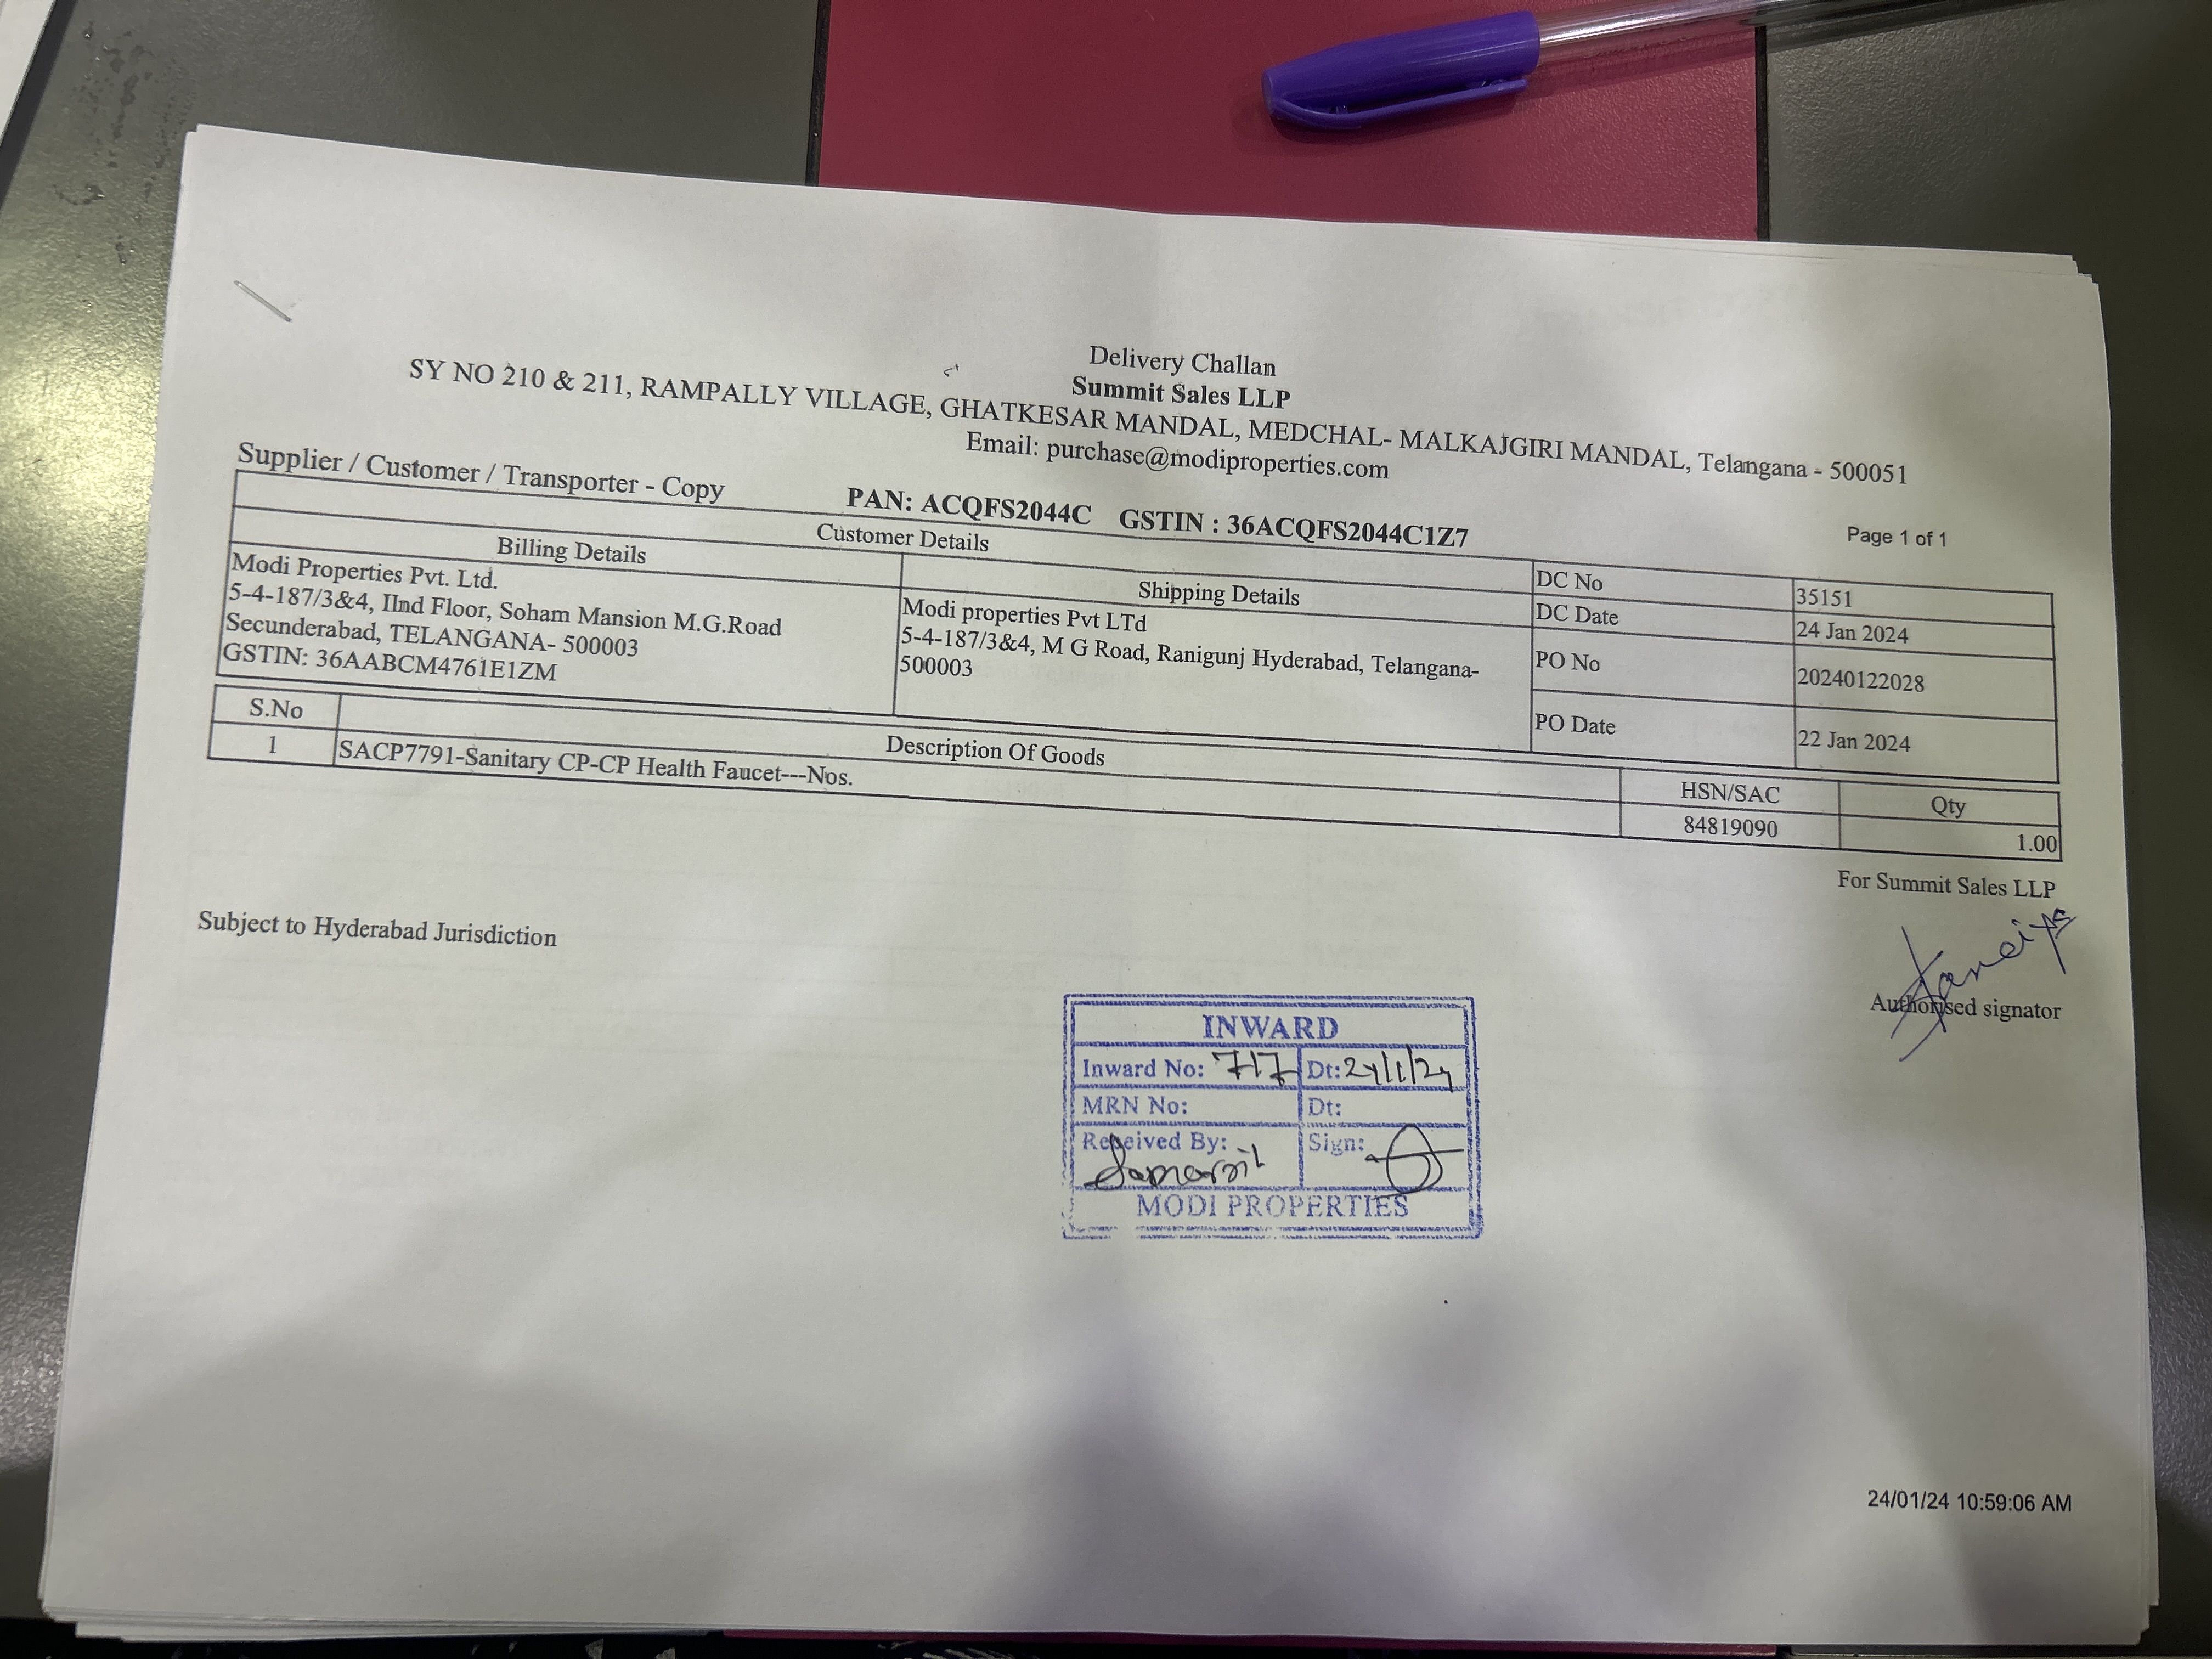 Delivery Challan
Summit Sales LLP
SY NO 210 & 211, RAMPALLY VILLAGE, GHATKESAR MANDAL, MEDCHAL- MALKAJGIRI MANDAL, Telangana - 500051
Email: purchase@modiproperties.com
Supplier / Customer / Transporter - Copy
PAN: ACQFS2044C GSTIN : 36ACQFS2044C1Z7
Page 1 of 1
Customer Details
Billing Details
Modi Properties Pvt. Ltd.
5-4-187/3&4, IInd Floor, Soham Mansion M.G.Road
Secunderabad, TELANGANA- 500003
GSTIN: 36AABCM4761E1ZM
Shipping Details
Modi properties Pvt LTd
5-4-187/3&4, M G Road, Ranigunj Hyderabad, Telangana-
500003
DC No 35151
DC Date 24 Jan 2024
PO No 20240122028
PO Date 22 Jan 2024
S.No Description Of Goods HSN/SAC Qty
1 SACP7791-Sanitary CP-CP Health Faucet---Nos. 84819090 1.00
For Summit Sales LLP
Subject to Hyderabad Jurisdiction
Authorised signator
INWARD
Inward No: 717 Dt: 24/1/24
MRN No: Dt:
Received By: Sign:
MODI PROPERTIES
24/01/24 10:59:06 AM